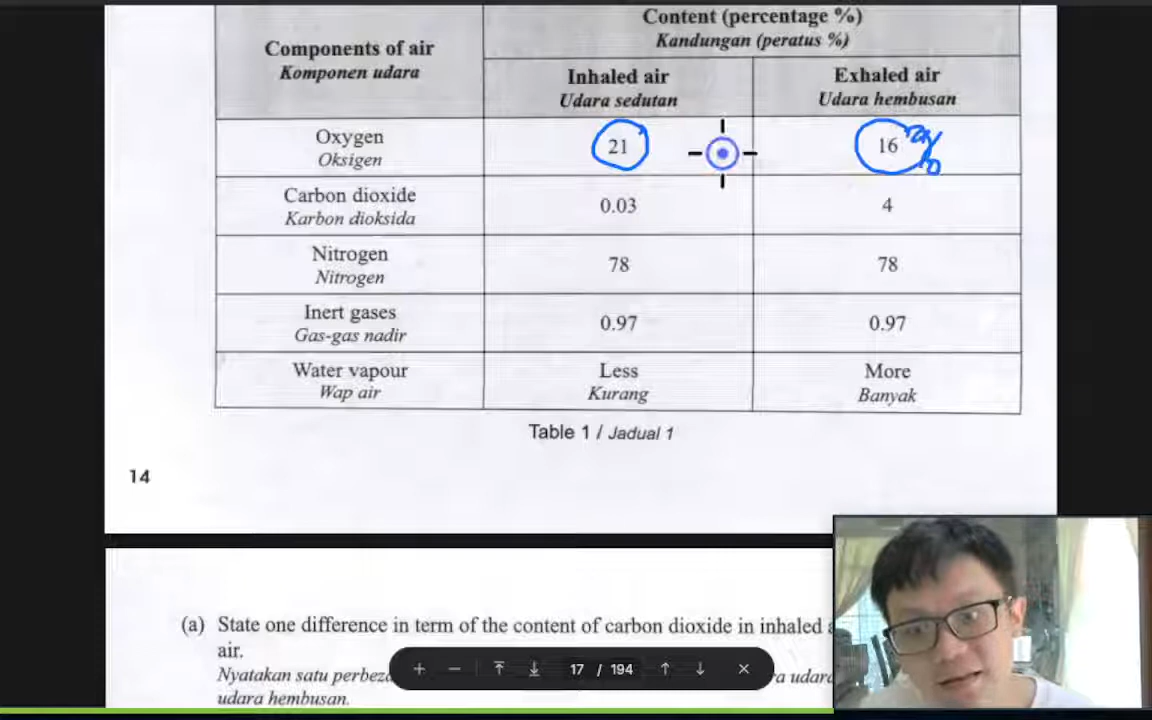 Content (percentage %)
Kandungan (peratus %)
Components of air
Komponen udara
Inhaled air
Udara sedutan
Exhaled air
Udara hembusan
Oxygen
Oksigen
21
16 %
Carbon dioxide
Karbon dioksida
0.03
4
Nitrogen
Nitrogen
78
78
Inert gases
Gas-gas nadir
0.97
0.97
Water vapour
Wap air
Less
Kurang
More
Banyak
Table 1 / Jadual 1
14
(a) State one difference in term of the content of carbon dioxide in inhaled
air.
Nyatakan satu
udara hembusan.
17 / 194